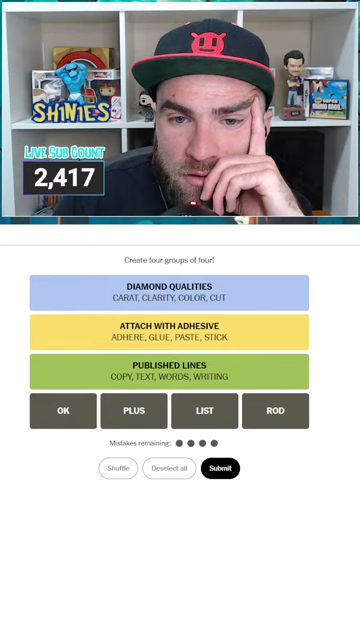 SHINIES
LIVE SUB COUNT
2,417
Create four groups of four!
DIAMOND QUALITIES
CARAT, CLARITY, COLOR, CUT
ATTACH WITH ADHESIVE
ADHERE, GLUE, PASTE, STICK
PUBLISHED LINES
COPY, TEXT, WORDS, WRITING
OK
PLUS
LIST
ROD
Mistakes remaining:
Shuffle
Deselect all
Submit